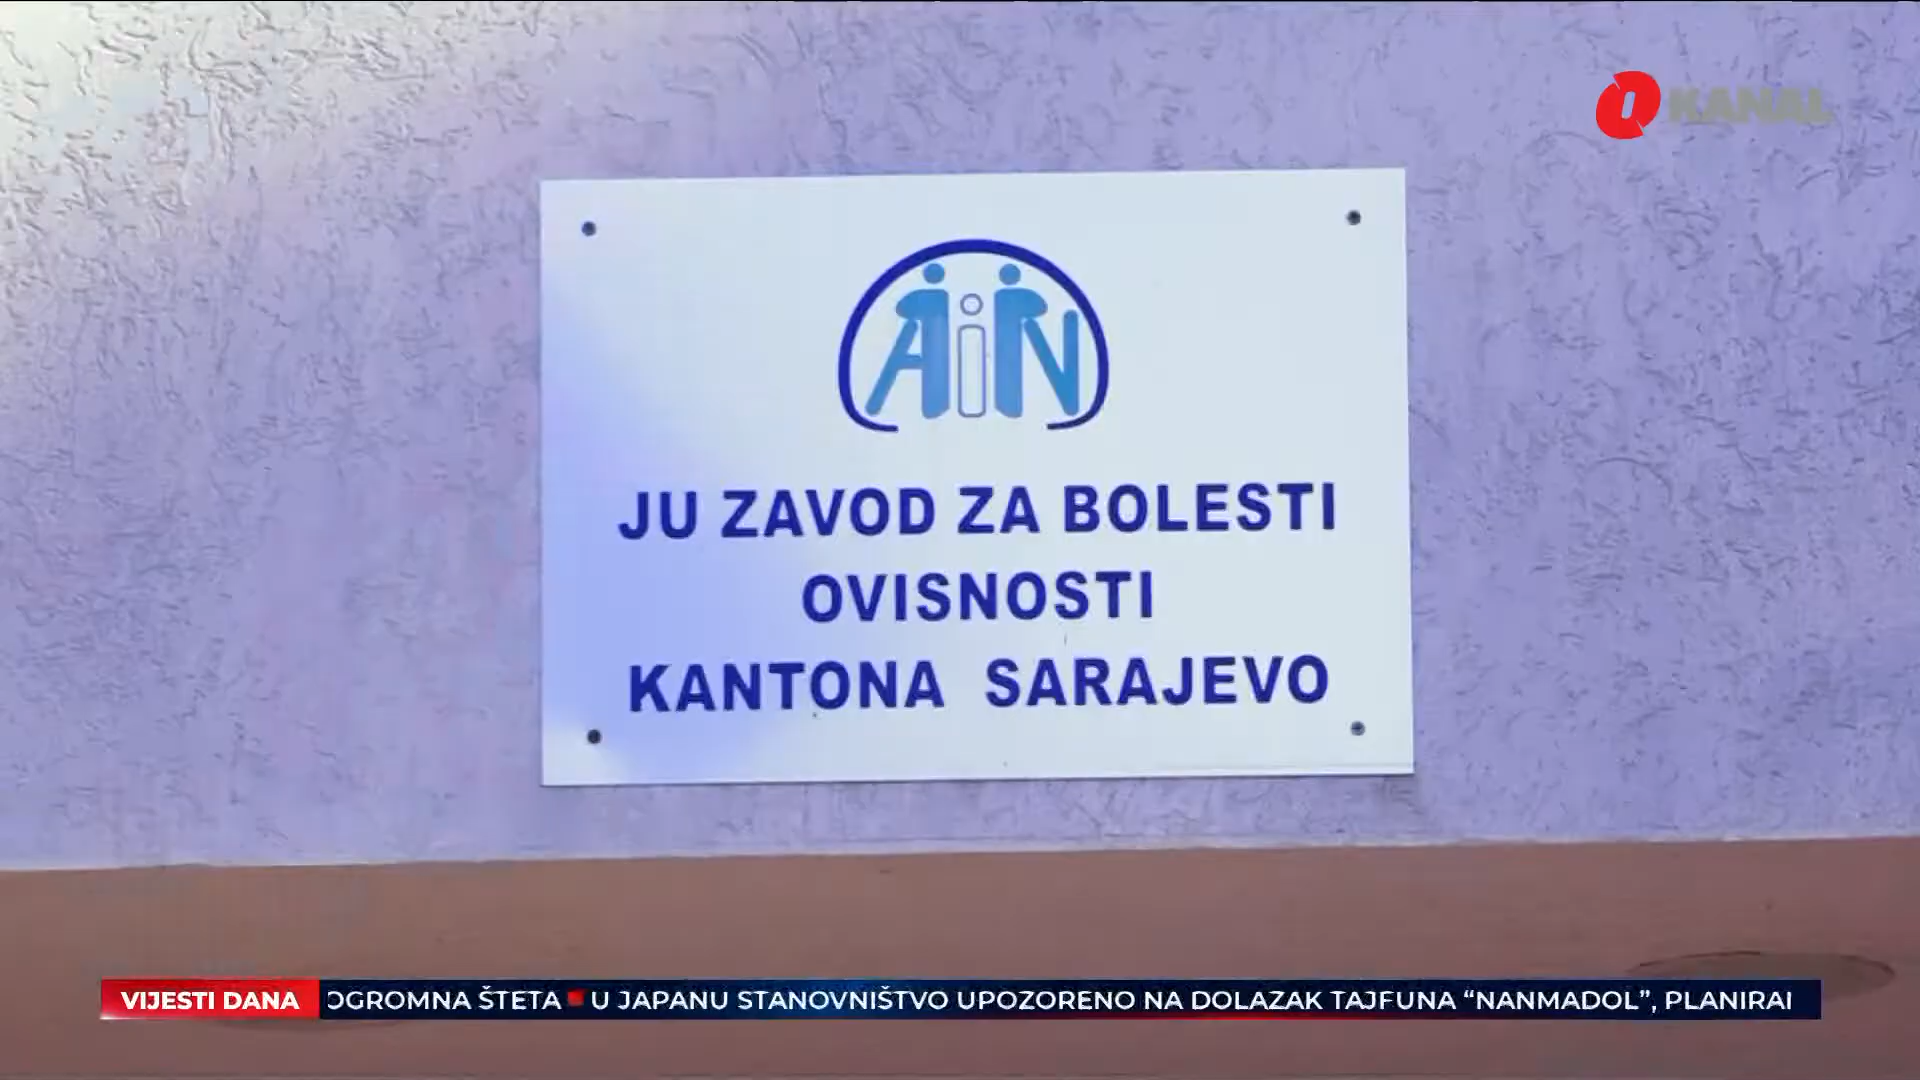 O KANAL
AiN
JU ZAVOD ZA BOLESTI
OVISNOSTI
KANTONA SARAJEVO
VIJESTI DANA OGROMNA ŠTETA ■ U JAPANU STANOVNIŠTVO UPOZORENO NA DOLAZAK TAJFUNA “NANMADOL”,